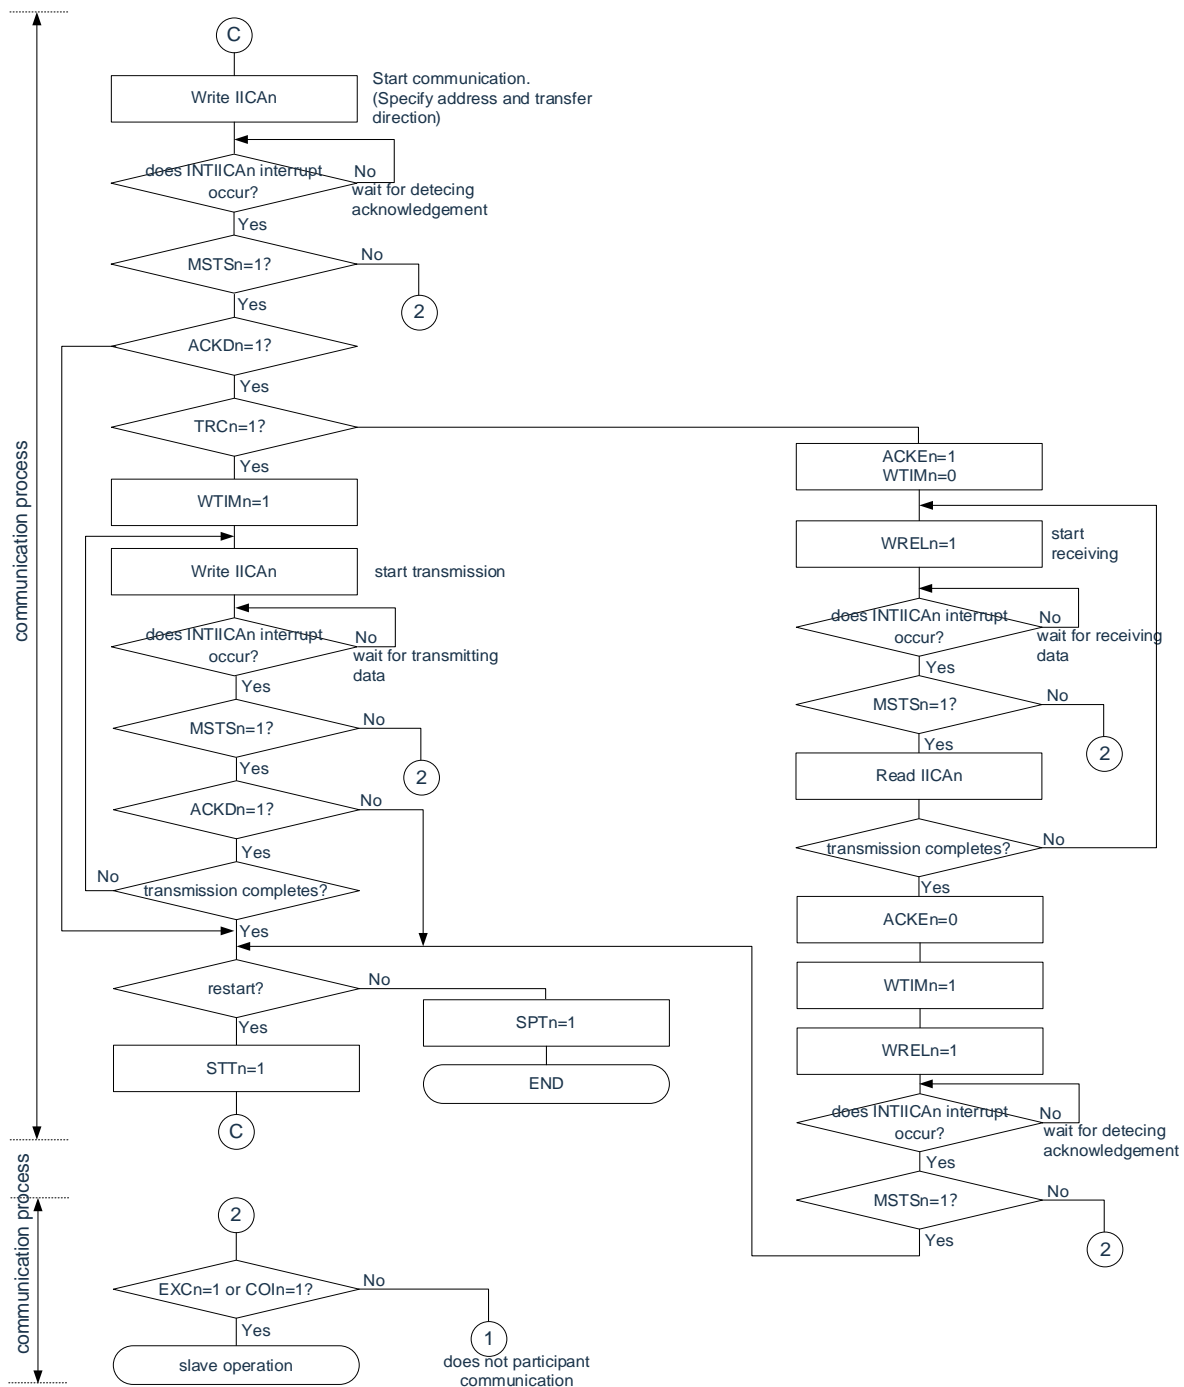 C
Write IICAn
Start communication.
(Specify address and transfer
direction)
does INTIICAn interrupt
occur?
No
wait for detecing
acknowledgement
Yes
MSTSn=1?
No
2
Yes
ACKDn=1?
Yes
TRCn=1?
Yes
WTIMn=1
Write IICAn
start transmission
does INTIICAn interrupt
occur?
No
wait for transmitting
data
Yes
MSTSn=1?
No
2
Yes
ACKDn=1?
No
Yes
No
transmission completes?
Yes
restart?
No
Yes
SPTn=1
STTn=1
END
C
ACKEn=1
WTIMn=0
WRELn=1
start
receiving
does INTIICAn interrupt
occur?
No
wait for receiving
data
Yes
MSTSn=1?
No
2
Yes
Read IICAn
transmission completes?
No
Yes
ACKEn=0
WTIMn=1
WRELn=1
does INTIICAn interrupt
occur?
No
wait for detecing
acknowledgement
Yes
MSTSn=1?
No
2
Yes
2
EXCn=1 or COIn=1?
No
1
does not participant
communication
Yes
slave operation
communication process
communication process